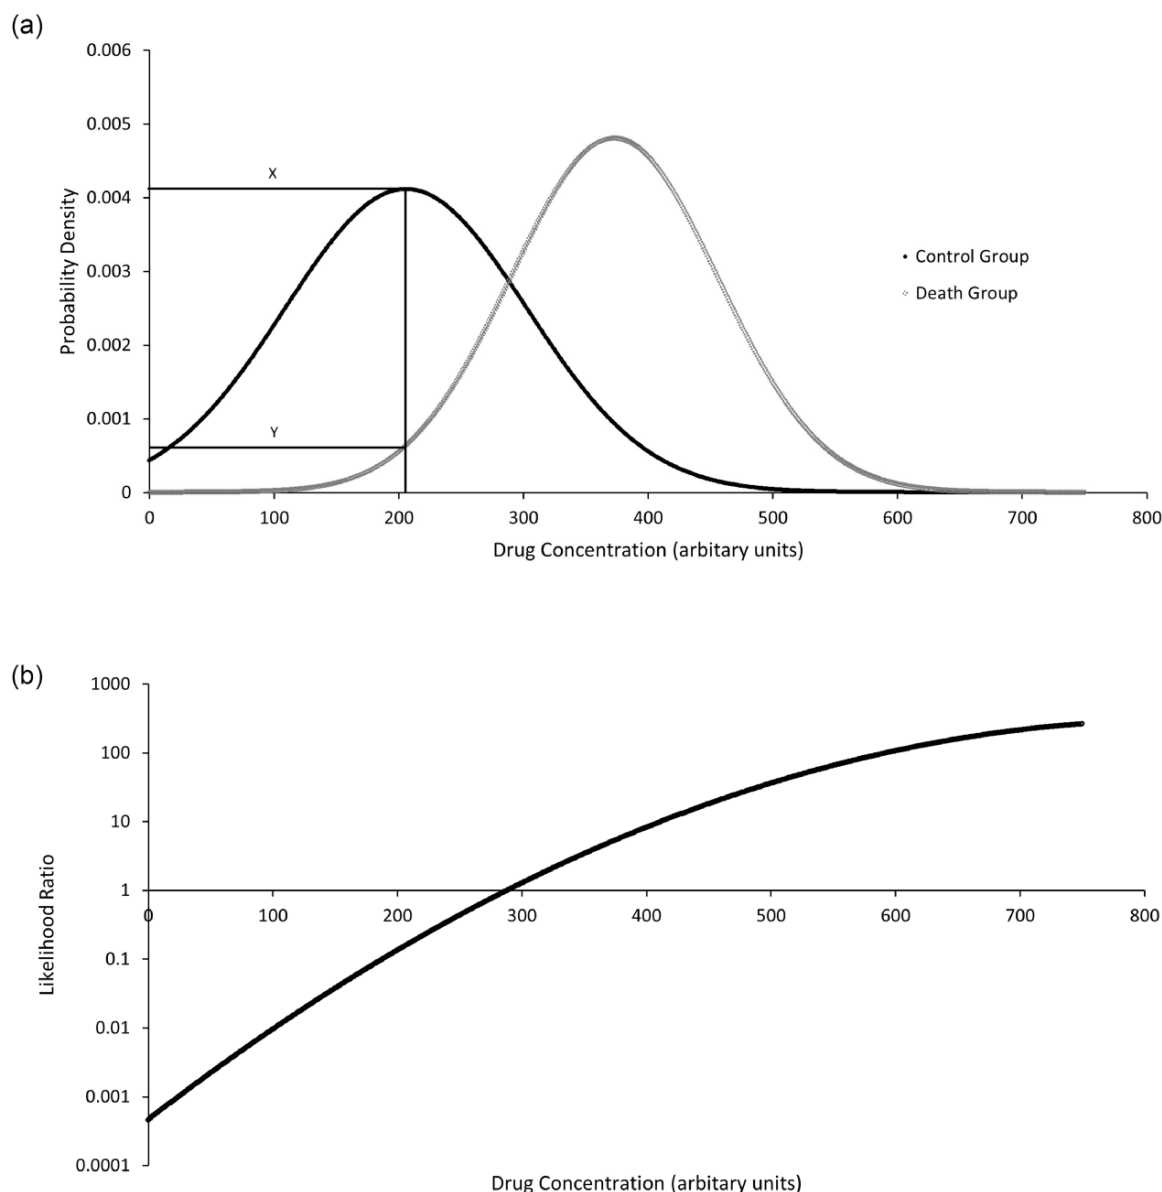 (a)
0.006
0.005
0.004
0.003
0.002
0.001
0
Probability Density
X
Y
• Control Group
Death Group
0 100 200 300 400 500 600 700 800
Drug Concentration (arbitary units)
(b)
1000
100
10
1
0.1
0.01
0.001
0.0001
Likelihood Ratio
0 100 200 300 400 500 600 700 800
Drug Concentration (arbitary units)